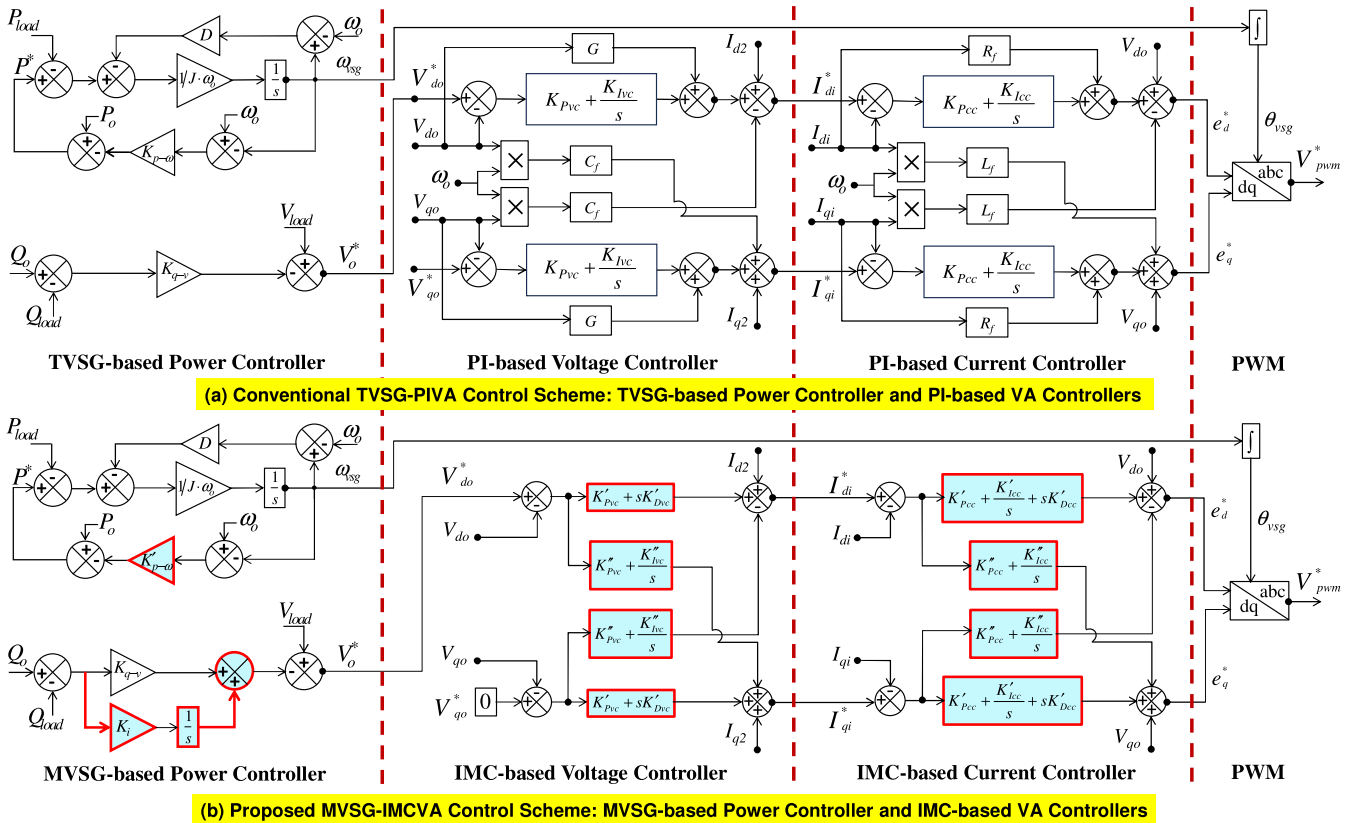 P_load
P*
D
ω_o
ω_vsg
1/J·ω_o
1/s
P_o
K_p-ω
ω_o
Q_o
Q_load
K_q-v
V_load
V_o*
TVSG-based Power Controller
V_do*
V_do
ω_o
V_qo
V_qo*
G
K_Pvc + K_Ivc/s
C_f
C_f
K_Pvc + K_Ivc/s
G
I_d2
I_q2
PI-based Voltage Controller
I_di*
I_di
ω_o
I_qi
I_qi*
R_f
K_Pcc + K_Icc/s
L_f
L_f
K_Pcc + K_Icc/s
R_f
V_do
V_qo
PI-based Current Controller
∫
e_d*
θ_vsg
abc
dq
V_pwm*
e_q*
PWM
(a) Conventional TVSG-PIVA Control Scheme: TVSG-based Power Controller and PI-based VA Controllers
P_load
P*
D
ω_o
ω_vsg
1/J·ω_o
1/s
P_o
K'_p-ω
ω_o
Q_o
Q_load
K_q-v
K_i
1/s
V_load
V_o*
MVSG-based Power Controller
V_do*
V_do
V_qo
V_qo*
0
K'_Pvc + sK'_Dvc
K''_Pvc + K''_Ivc/s
K''_Pvc + K''_Ivc/s
K'_Pvc + sK'_Dvc
I_d2
I_q2
IMC-based Voltage Controller
I_di*
I_di
I_qi
I_qi*
K'_Pcc + K'_Icc/s + sK'_Dcc
K''_Pcc + K''_Icc/s
K''_Pcc + K''_Icc/s
K'_Pcc + K'_Icc/s + sK'_Dcc
V_do
V_qo
IMC-based Current Controller
∫
e_d*
θ_vsg
abc
dq
V_pwm*
e_q*
PWM
(b) Proposed MVSG-IMCVA Control Scheme: MVSG-based Power Controller and IMC-based VA Controllers